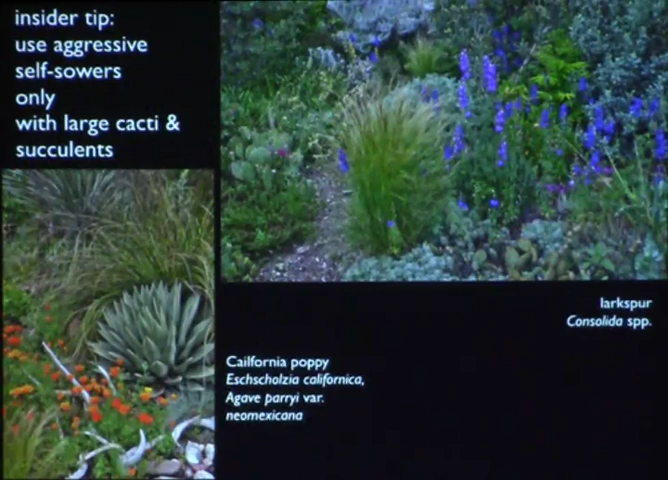 insider tip:
use aggressive
self-sowers
only
with large cacti &
succulents
larkspur
Consolida spp.
Cailfornia poppy
Eschscholzia californica,
Agave parryi var.
neomexicana